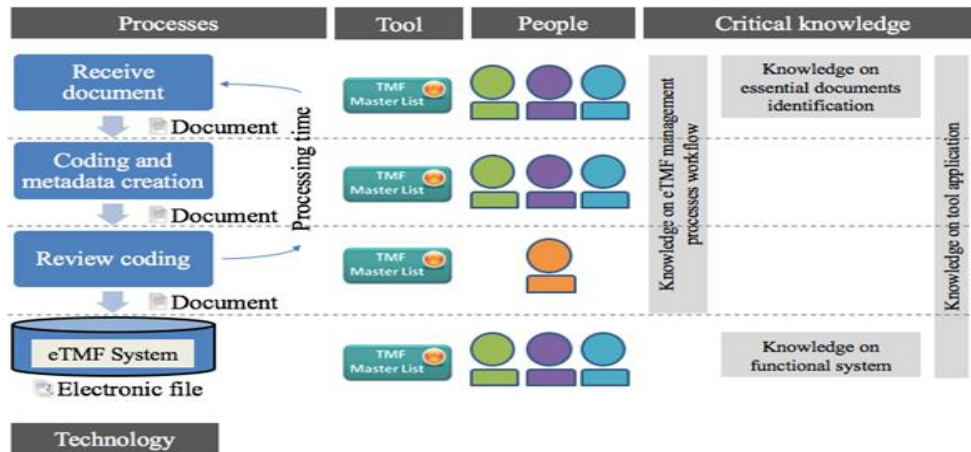 Processes
Tool
People
Critical knowledge
Receive
document
TMF
Master List
Knowledge on
essential documents
identification
Document
Coding and
metadata creation
TMF
Master List
Document
Review coding
TMF
Master List
Document
Processing time
Knowledge on eTMF management
processes workflow
Knowledge on tool application
eTMF System
TMF
Master List
Knowledge on
functional system
Electronic file
Technology